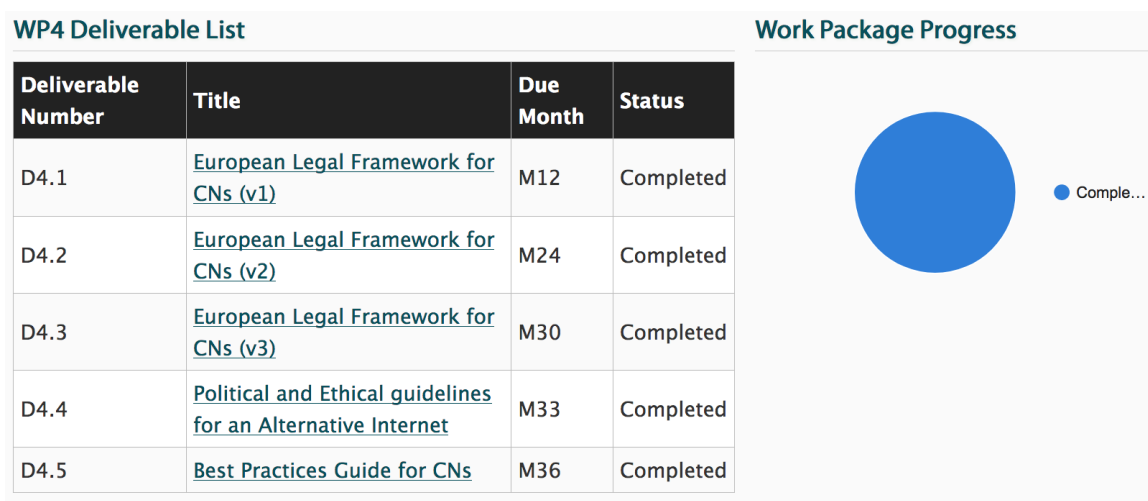 WP4 Deliverable List
Work Package Progress
Deliverable Number Title Due Month Status
D4.1 European Legal Framework for CNs (v1) M12 Completed
D4.2 European Legal Framework for CNs (v2) M24 Completed
D4.3 European Legal Framework for CNs (v3) M30 Completed
D4.4 Political and Ethical guidelines for an Alternative Internet M33 Completed
D4.5 Best Practices Guide for CNs M36 Completed
Comple...